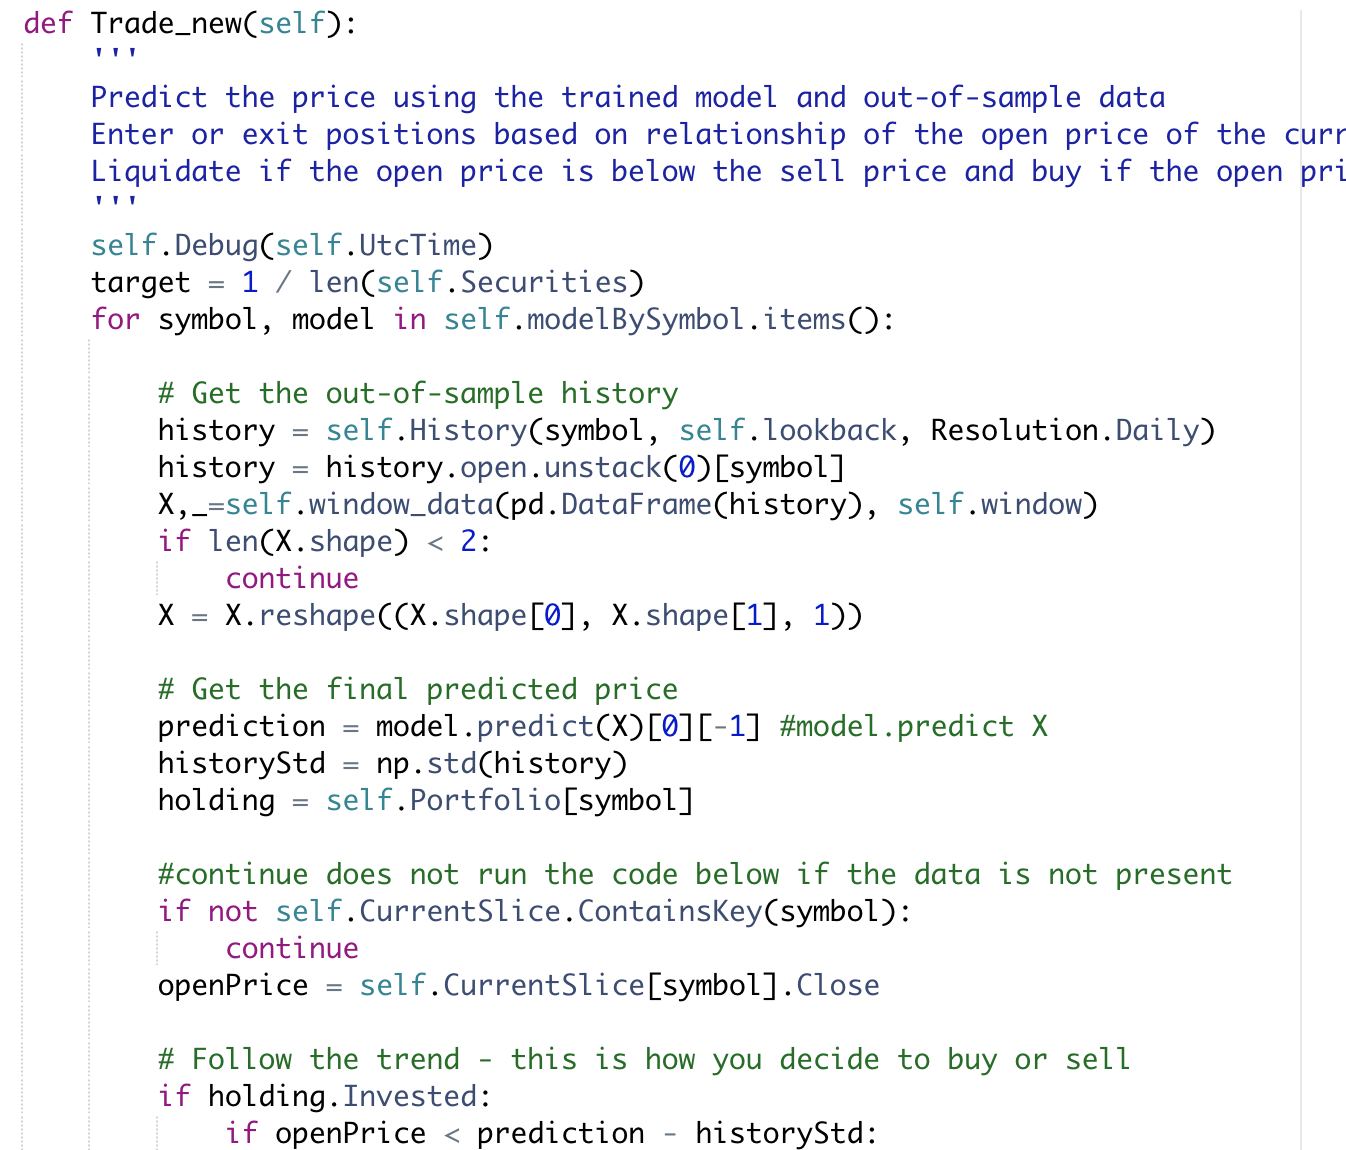 def Trade_new(self):
    '''
    Predict the price using the trained model and out-of-sample data
    Enter or exit positions based on relationship of the open price of the curr
    Liquidate if the open price is below the sell price and buy if the open pri
    '''
    self.Debug(self.UtcTime)
    target = 1 / len(self.Securities)
    for symbol, model in self.modelBySymbol.items():

        # Get the out-of-sample history
        history = self.History(symbol, self.lookback, Resolution.Daily)
        history = history.open.unstack(0)[symbol]
        X,_=self.window_data(pd.DataFrame(history), self.window)
        if len(X.shape) < 2:
            continue
        X = X.reshape((X.shape[0], X.shape[1], 1))

        # Get the final predicted price
        prediction = model.predict(X)[0][-1] #model.predict X
        historyStd = np.std(history)
        holding = self.Portfolio[symbol]

        #continue does not run the code below if the data is not present
        if not self.CurrentSlice.ContainsKey(symbol):
            continue
        openPrice = self.CurrentSlice[symbol].Close

        # Follow the trend - this is how you decide to buy or sell
        if holding.Invested:
            if openPrice < prediction - historyStd: